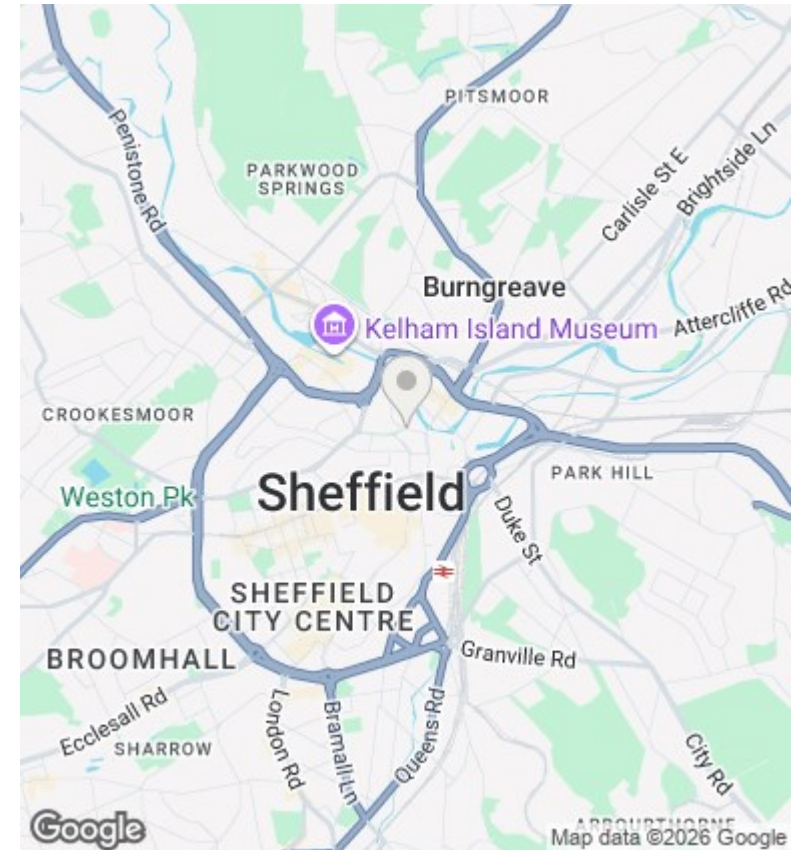 PITSMOOR
Penistone Rd
PARKWOOD
SPRINGS
Carlisle St E
Brightside Ln
Burngreave
Attercliffe Rd
Kelham Island Museum
CROOKESMOOR
Sheffield
PARK HILL
Weston Pk
Duke St
SHEFFIELD
CITY CENTRE
BROOMHALL
Granville Rd
Ecclesall Rd
London Rd
Bramall Ln
Queens Rd
SHARROW
City Rd
ARBOURTHORNE
Google
Map data ©2026 Google